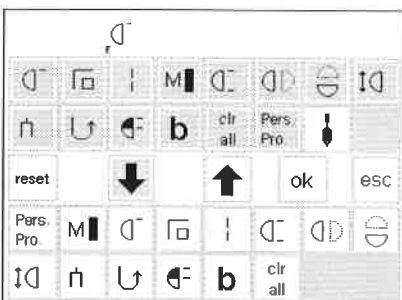 F
M
b clr all Pers. Pro.
reset ok esc
Pers. Pro. M
b clr all